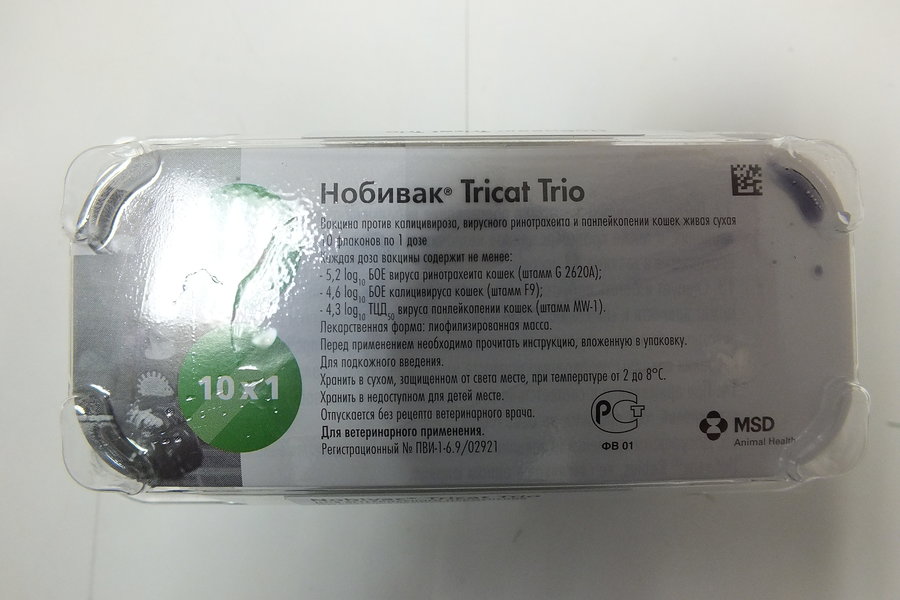 Нобивак® Tricat Trio
Вакцина против калицивироза, вирусного ринотрахеита и панлейкопении кошек живая сухая
10 флаконов по 1 дозе
Каждая доза вакцины содержит не менее:
- 5,2 log₁₀ БОЕ вируса ринотрахеита кошек (штамм G 2620A);
- 4,6 log₁₀ БОЕ калицивируса кошек (штамм F9);
- 4,3 log₁₀ ТЦД₅₀ вируса панлейкопении кошек (штамм MW-1).
Лекарственная форма: лиофилизированная масса.
Перед применением необходимо прочитать инструкцию, вложенную в упаковку.
Для подкожного введения.
Хранить в сухом, защищенном от света месте, при температуре от 2 до 8°С.
Хранить в недоступном для детей месте.
Отпускается без рецепта ветеринарного врача.
Для ветеринарного применения.
Регистрационный № ПВИ-1-6.9/02921
10 x 1
РСТ
ФВ 01
MSD
Animal Health